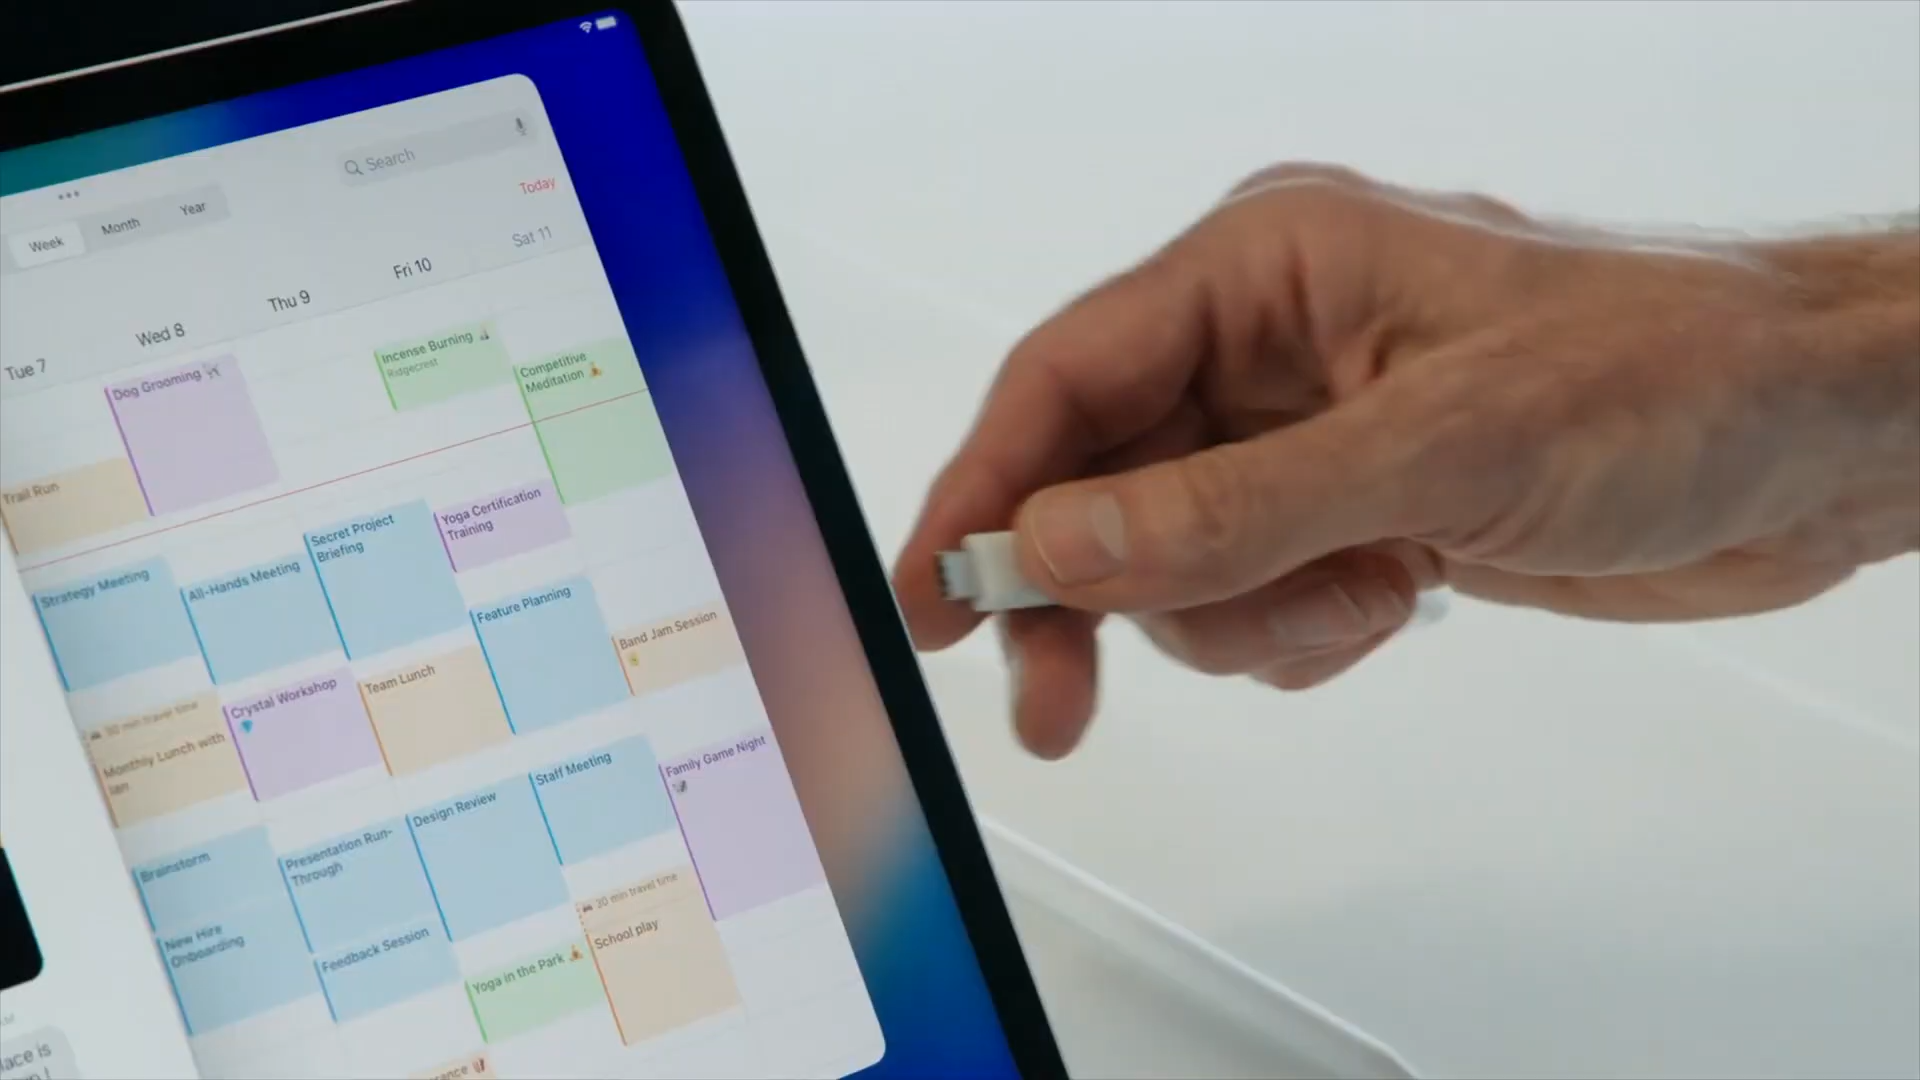 Search
Today
Week
Month
Year
Tue 7
Wed 8
Thu 9
Fri 10
Sat 11
Dog Grooming
Incense Burning
Ridgecrest
Competitive
Meditation
Trail Run
Strategy Meeting
All-Hands Meeting
Secret Project
Briefing
Yoga Certification
Training
Feature Planning
Band Jam Session
30 min travel time
Monthly Lunch with
Ian
Crystal Workshop
Team Lunch
Family Game Night
Staff Meeting
Design Review
Presentation Run-
Through
Brainstorm
New Hire
Onboarding
Feedback Session
30 min travel time
School play
Yoga in the Park